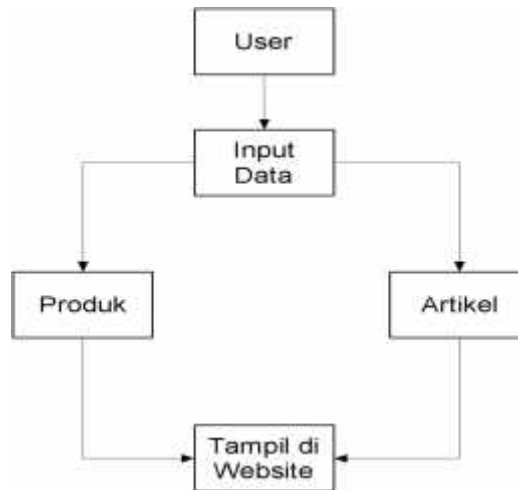 User
Input
Data
Produk
Artikel
Tampil di
Website